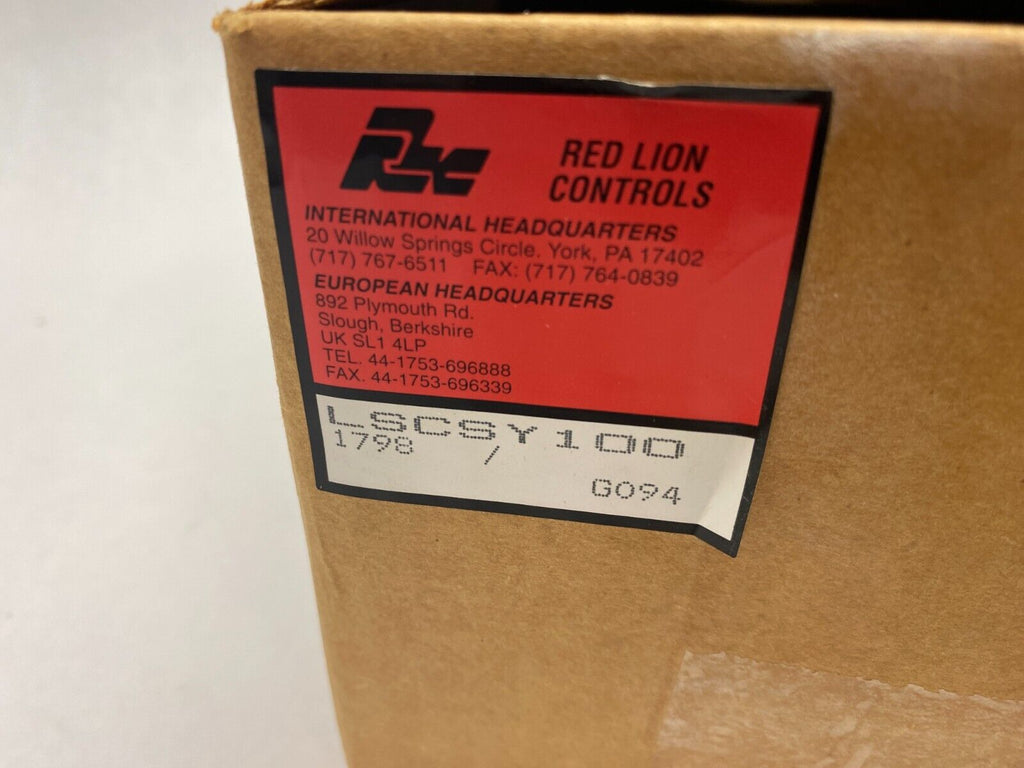 Rlc
RED LION
CONTROLS
INTERNATIONAL HEADQUARTERS
20 Willow Springs Circle. York, PA 17402
(717) 767-6511 FAX: (717) 764-0839
EUROPEAN HEADQUARTERS
892 Plymouth Rd.
Slough, Berkshire
UK SL1 4LP
TEL. 44-1753-696888
FAX. 44-1753-696339
LSCSY100
1798 /
G094